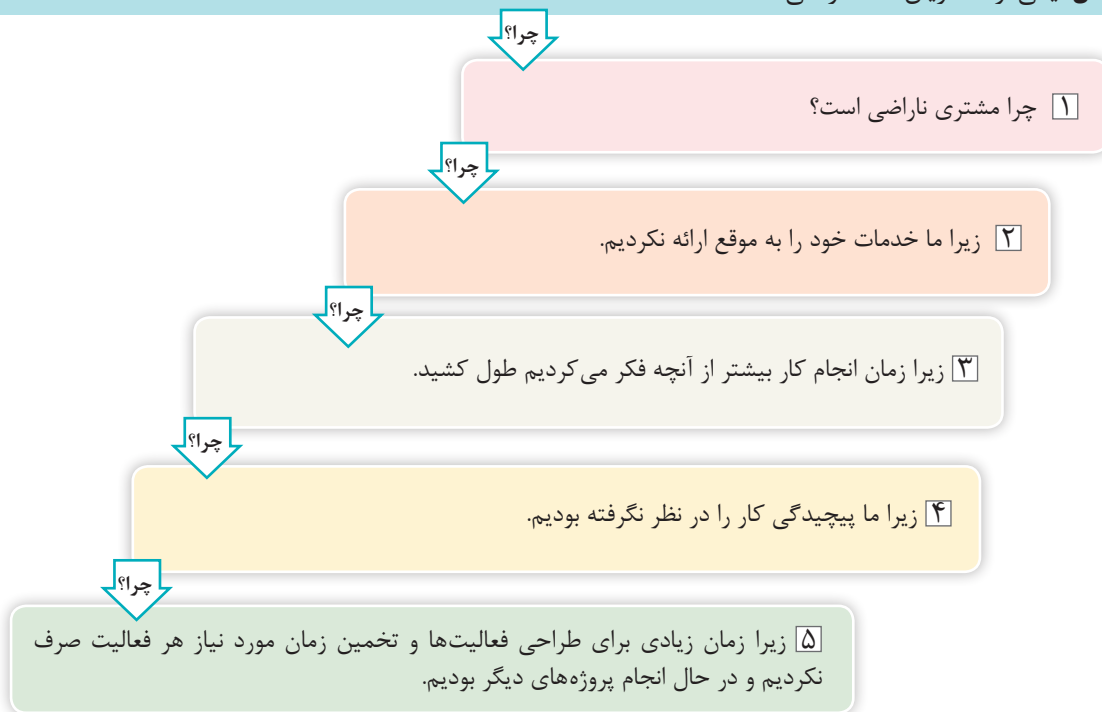 چرا؟
۱ چرا مشتری ناراضی است؟
چرا؟
۲ زیرا ما خدمات خود را به موقع ارائه نکردیم.
چرا؟
۳ زیرا زمان انجام کار بیشتر از آنچه فکر می‌کردیم طول کشید.
چرا؟
۴ زیرا ما پیچیدگی کار را در نظر نگرفته بودیم.
چرا؟
۵ زیرا زمان زیادی برای طراحی فعالیت‌ها و تخمین زمان مورد نیاز هر فعالیت صرف
نکردیم و در حال انجام پروژه‌های دیگر بودیم.